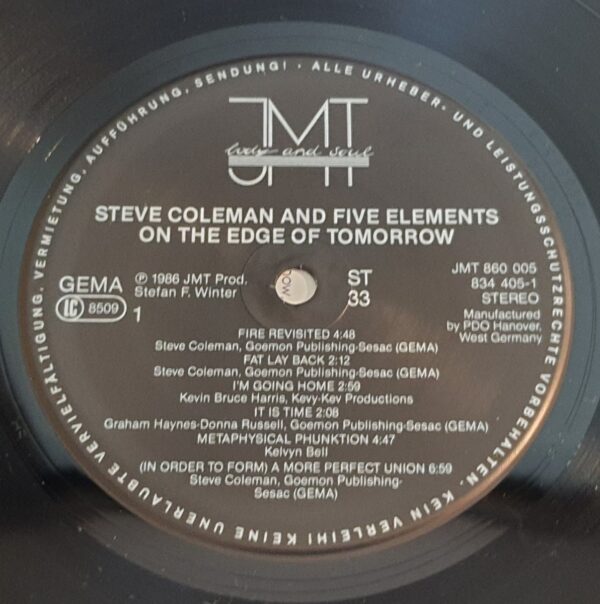 JMT
body and soul
STEVE COLEMAN AND FIVE ELEMENTS
ON THE EDGE OF TOMORROW
GEMA
LC 8509
1
℗ 1986 JMT Prod.
Stefan F. Winter
now
ST
33
JMT 860 005
834 405-1
STEREO
Manufactured
by PDO Hanover,
West Germany
FIRE REVISITED 4:48
Steve Coleman, Goemon Publishing-Sesac (GEMA)
FAT LAY BACK 2:12
Steve Coleman, Goemon Publishing-Sesac (GEMA)
I'M GOING HOME 2:59
Kevin Bruce Harris, Kevy-Kev Productions
IT IS TIME 2:08
Graham Haynes-Donna Russell, Goemon Publishing-Sesac (GEMA)
METAPHYSICAL PHUNKTION 4:47
Kelvyn Bell
(IN ORDER TO FORM) A MORE PERFECT UNION 6:59
Steve Coleman, Goemon Publishing-
Sesac (GEMA)
ALLE URHEBER- UND LEISTUNGSSCHUTZRECHTE VORBEHALTEN. KEIN VERLEIH! KEINE UNERLAUBTE VERVIELFÄLTIGUNG, VERMIETUNG, AUFFÜHRUNG, SENDUNG! ·